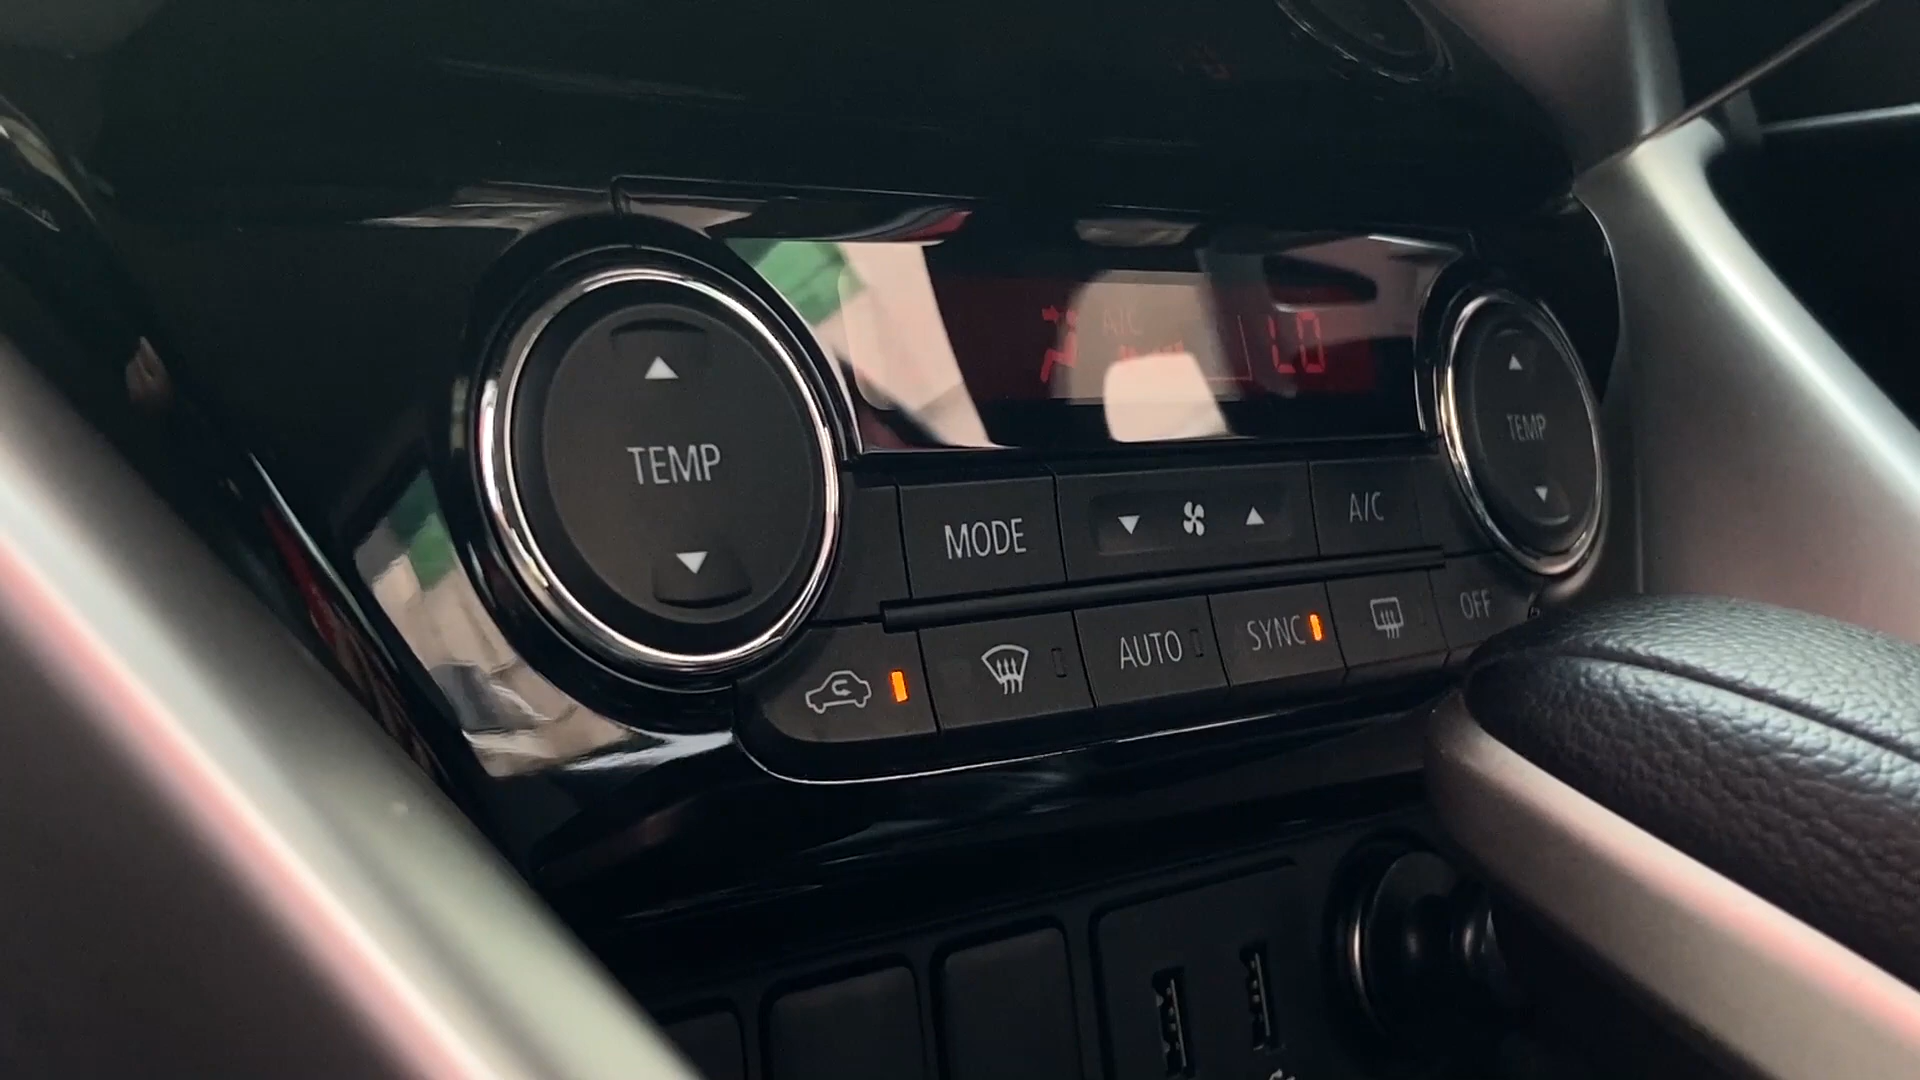 A/C
LO
TEMP
TEMP
MODE
A/C
AUTO
SYNC
OFF